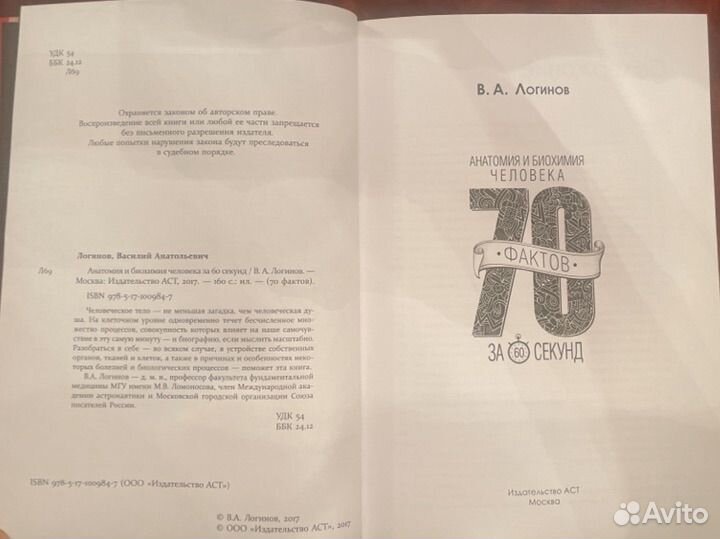 УДК 54
ББК 24.12
Л69
Охраняется законом об авторском праве.
Воспроизведение всей книги или любой ее части запрещается
без письменного разрешения издателя.
Любые попытки нарушения закона будут преследоваться
в судебном порядке.
Логинов, Василий Анатольевич
Л69 Анатомия и биохимия человека за 60 секунд / В. А. Логинов. —
Москва: Издательство АСТ, 2017. — 160 с.: ил. — (70 фактов).
ISBN 978-5-17-100984-7
Человеческое тело — не меньшая загадка, чем человеческая ду-
ша. На клеточном уровне одновременно течет бесчисленное мно-
жество процессов, совокупность которых влияет на наше самочув-
ствие в эту самую минуту — и биографию, если мыслить масштабно.
Разобраться в себе — во всяком случае, в устройстве собственных
органов, тканей и клеток, а также в причинах и особенностях неко-
торых болезней и биологических процессов — поможет эта книга.
В.А. Логинов — д. м. н., профессор факультета фундаментальной
медицины МГУ имени М.В. Ломоносова, член Международной ака-
демии астронавтики и Московской городской организации Союза
писателей России.
УДК 54
ББК 24.12
ISBN 978-5-17-100984-7 (ООО «Издательство АСТ»)
© В.А. Логинов, 2017
© ООО «Издательство АСТ», 2017
В. А. Логинов
АНАТОМИЯ И БИОХИМИЯ
ЧЕЛОВЕКА
70
ФАКТОВ
ЗА 60 СЕКУНД
Издательство АСТ
Москва
Avito